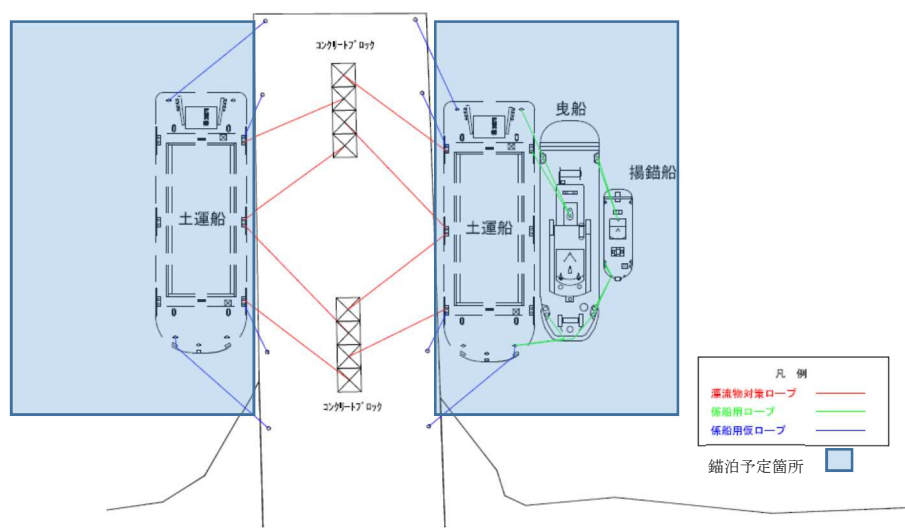 コンクリートブロック
曳船
揚錨船
土運船
土運船
コンクリートブロック
凡 例
漂流物対策ロープ
係船用ロープ
係船用仮ロープ
錨泊予定箇所